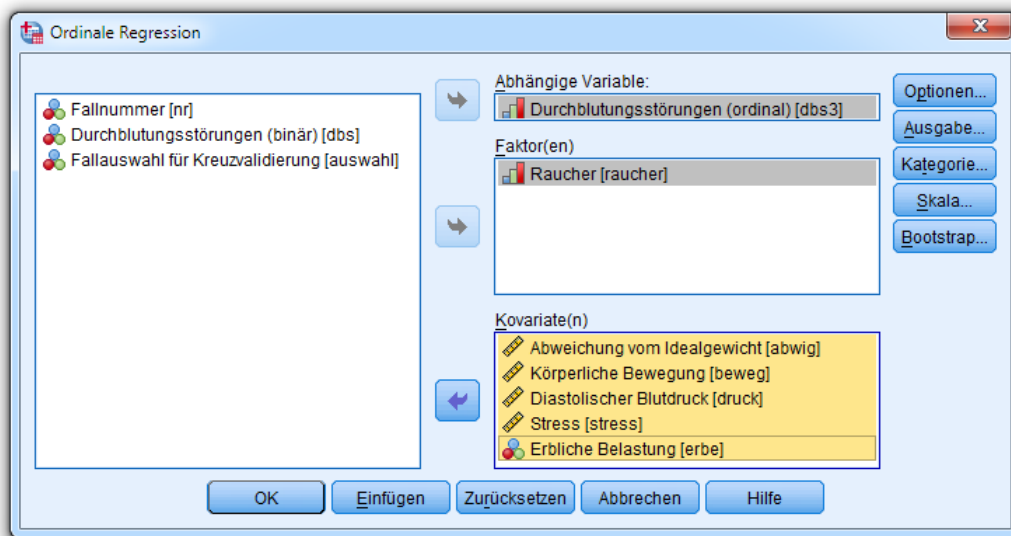 Ordinale Regression
Fallnummer [nr]
Durchblutungsstörungen (binär) [dbs]
Fallauswahl für Kreuzvalidierung [auswahl]
Abhängige Variable:
Durchblutungsstörungen (ordinal) [dbs3]
Faktor(en)
Raucher [raucher]
Kovariate(n)
Abweichung vom Idealgewicht [abwig]
Körperliche Bewegung [beweg]
Diastolischer Blutdruck [druck]
Stress [stress]
Erbliche Belastung [erbe]
Optionen...
Ausgabe...
Kategorie...
Skala...
Bootstrap...
OK
Einfügen
Zurücksetzen
Abbrechen
Hilfe